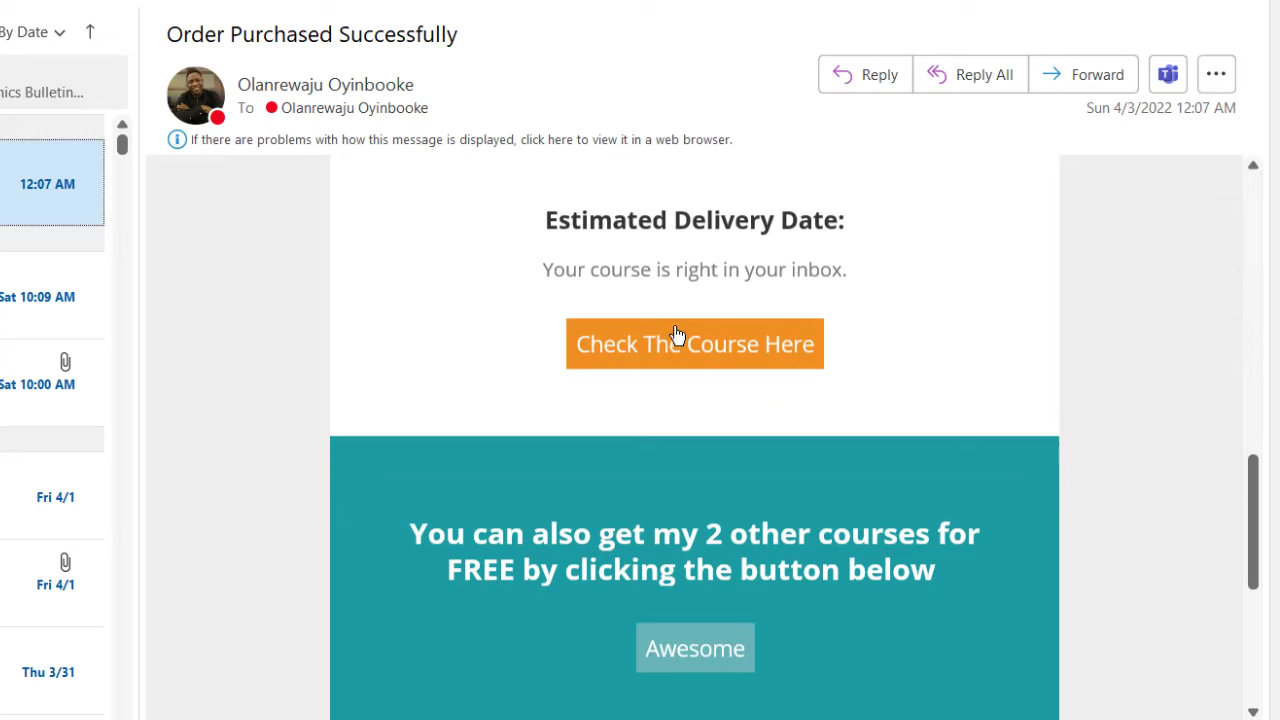 By Date
Order Purchased Successfully
Olanrewaju Oyinbooke
To Olanrewaju Oyinbooke
Reply
Reply All
Forward
Sun 4/3/2022 12:07 AM
If there are problems with how this message is displayed, click here to view it in a web browser.
nics Bulletin...
12:07 AM
Sat 10:09 AM
Sat 10:00 AM
Fri 4/1
Fri 4/1
Thu 3/31
Estimated Delivery Date:
Your course is right in your inbox.
Check The Course Here
You can also get my 2 other courses for
FREE by clicking the button below
Awesome